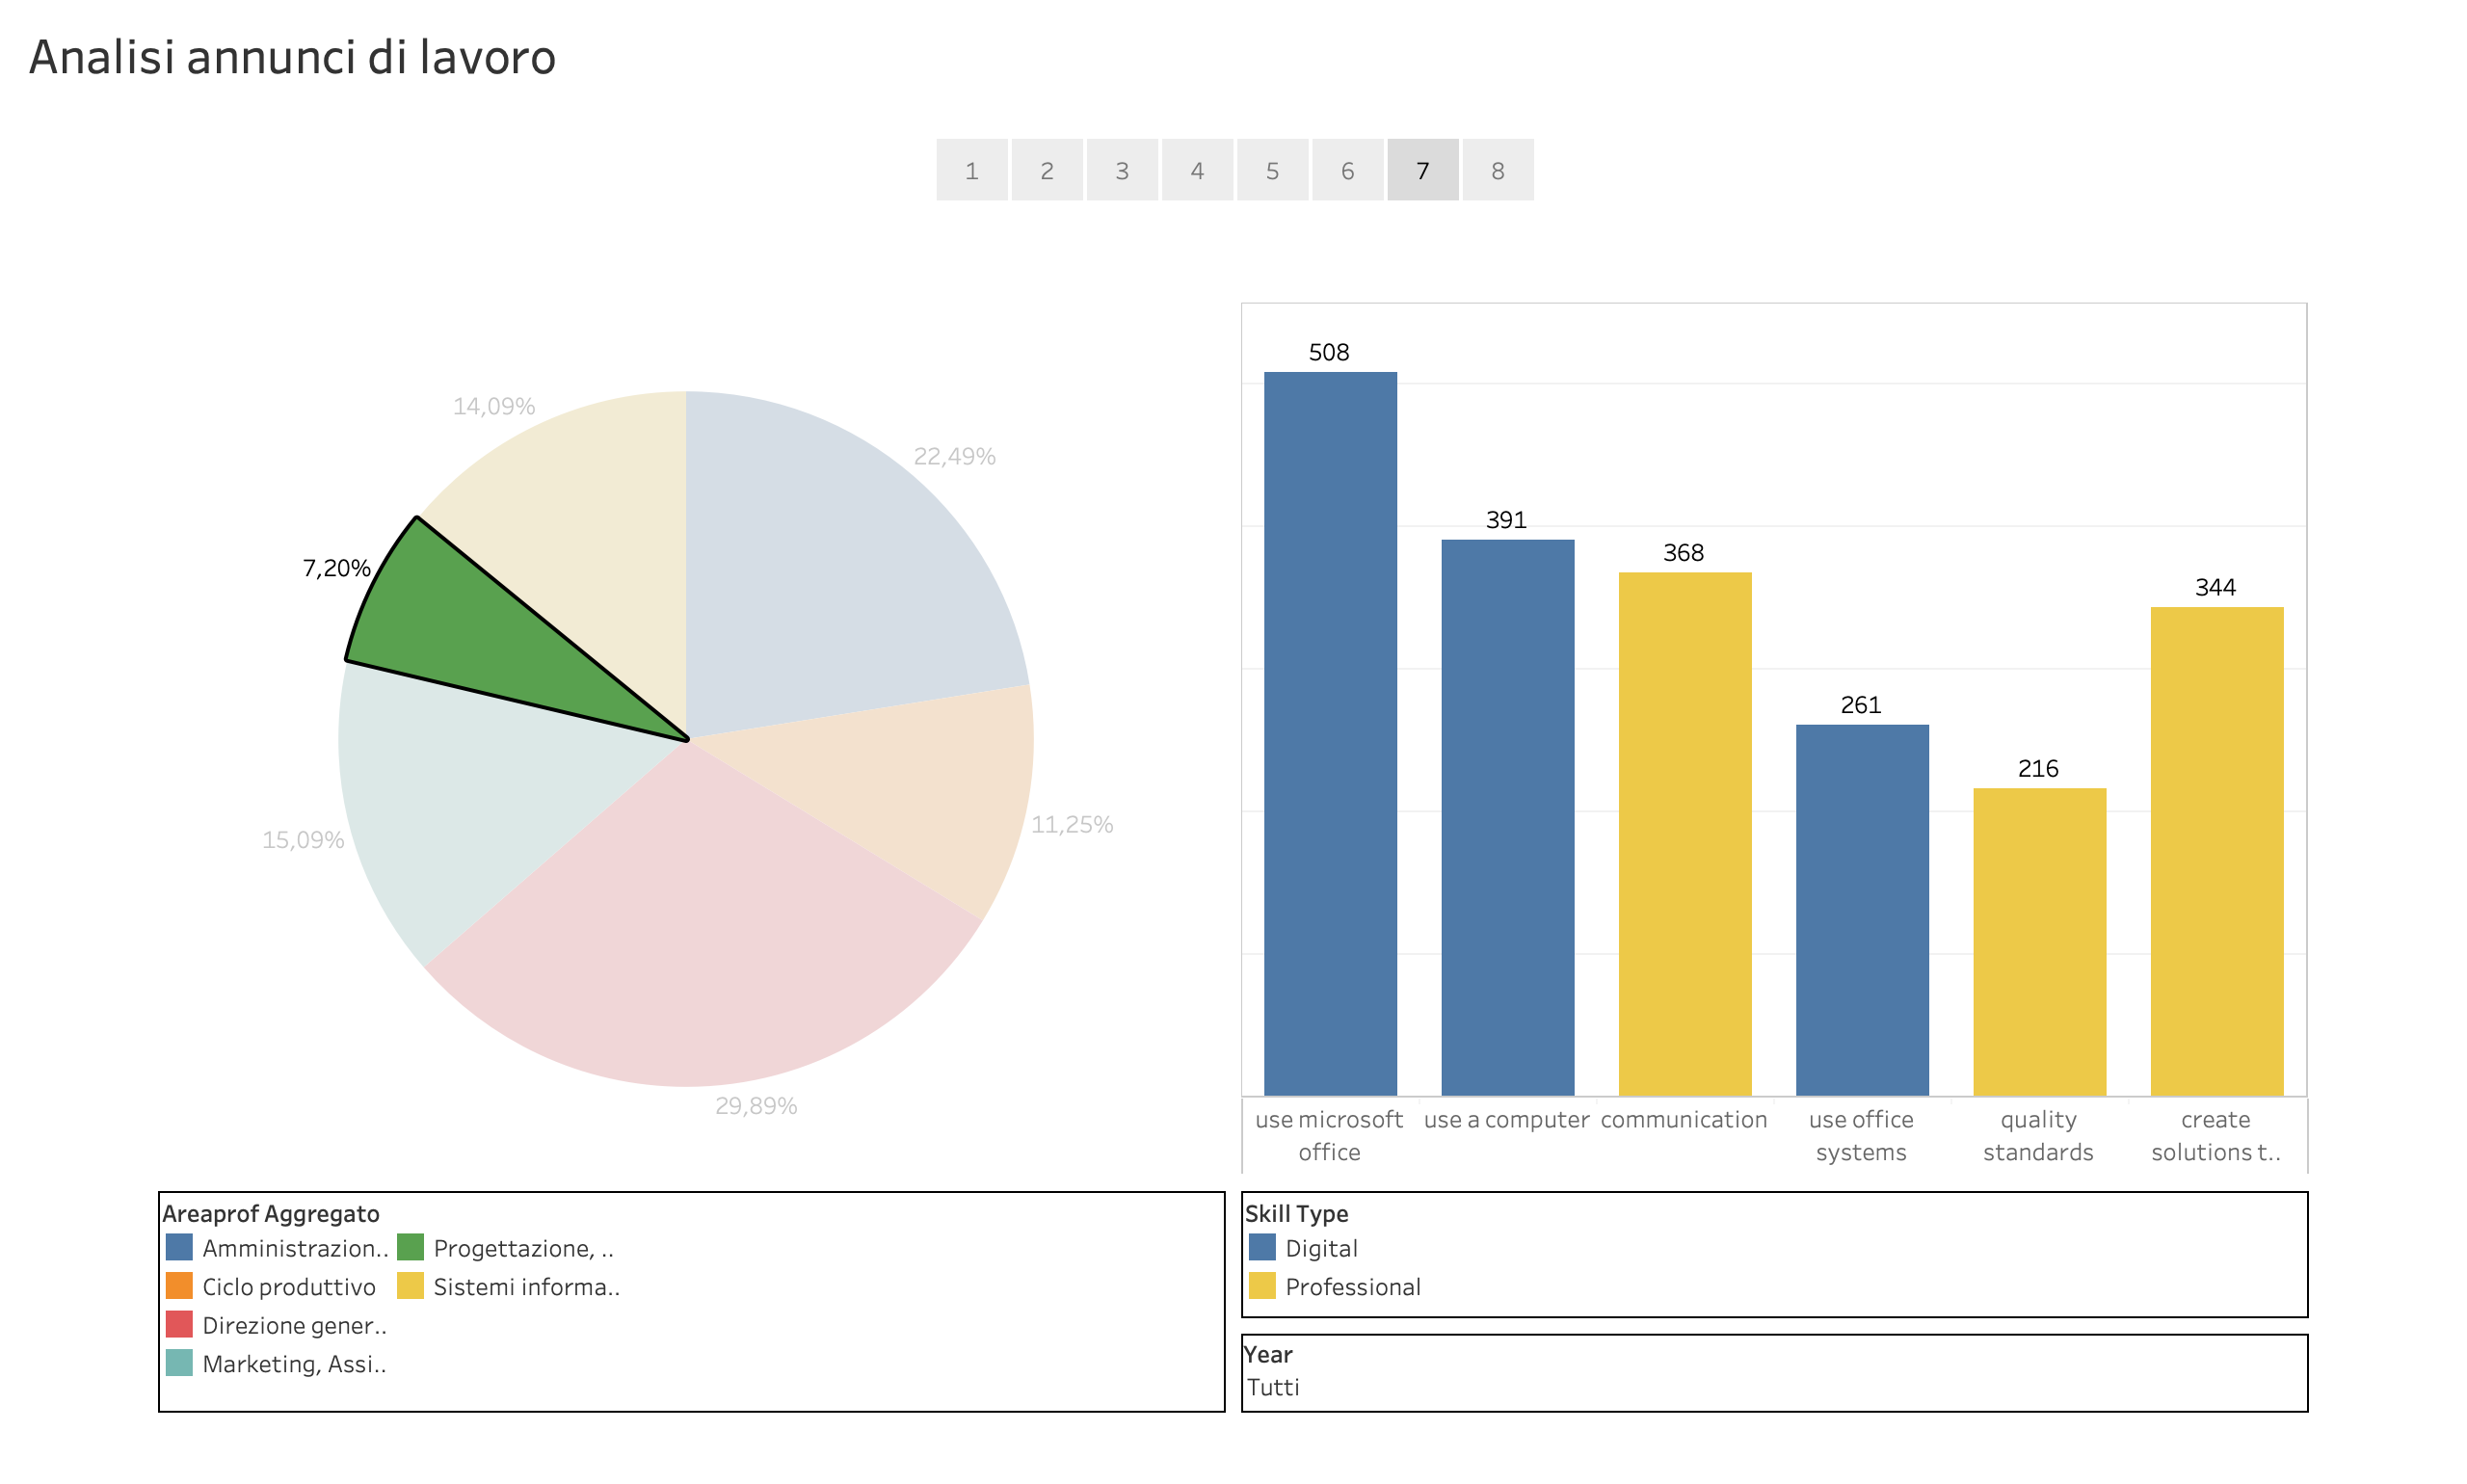 Analisi annunci di lavoro
1 2 3 4 5 6 7 8
14,09%
22,49%
7,20%
11,25%
15,09%
29,89%
508
391
368
261
216
344
use microsoft
office
use a computer
communication
use office
systems
quality
standards
create
solutions t..
Areaprof Aggregato
Amministrazion..
Ciclo produttivo
Direzione gener..
Marketing, Assi..
Progettazione, ..
Sistemi informa..
Skill Type
Digital
Professional
Year
Tutti